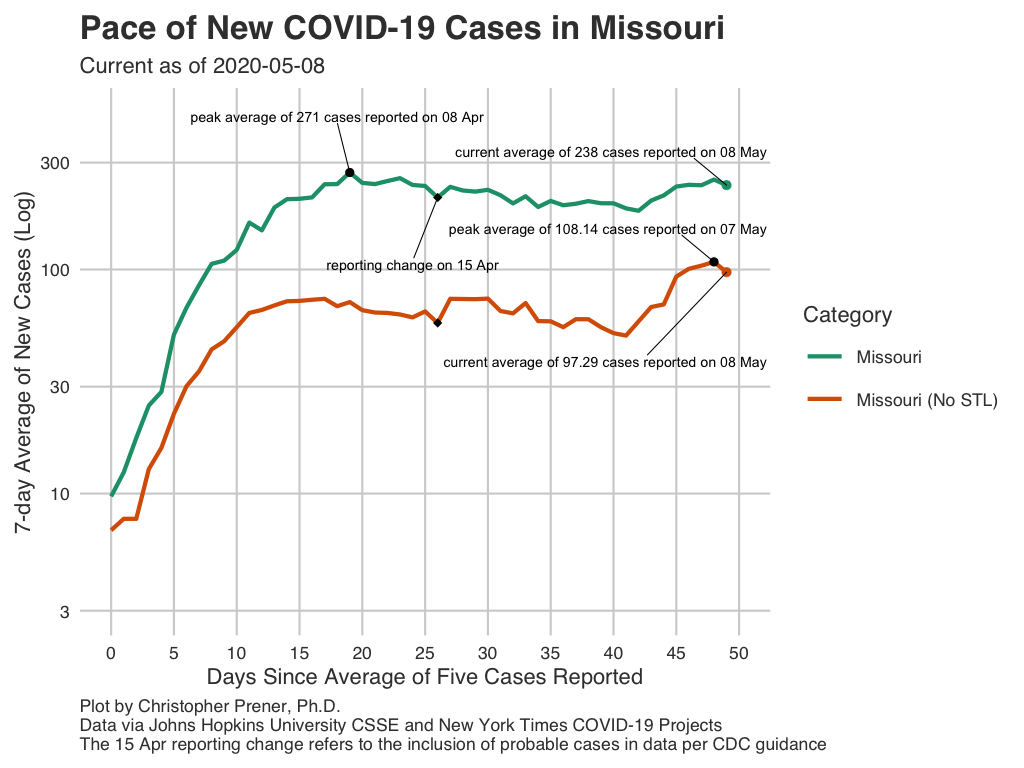 Pace of New COVID-19 Cases in Missouri
Current as of 2020-05-08
peak average of 271 cases reported on 08 Apr
current average of 238 cases reported on 08 May
300
peak average of 108.14 cases reported on 07 May
reporting change on 15 Apr
100
current average of 97.29 cases reported on 08 May
30
10
3
7-day Average of New Cases (Log)
Category
Missouri
Missouri (No STL)
0 5 10 15 20 25 30 35 40 45 50
Days Since Average of Five Cases Reported
Plot by Christopher Prener, Ph.D.
Data via Johns Hopkins University CSSE and New York Times COVID-19 Projects
The 15 Apr reporting change refers to the inclusion of probable cases in data per CDC guidance